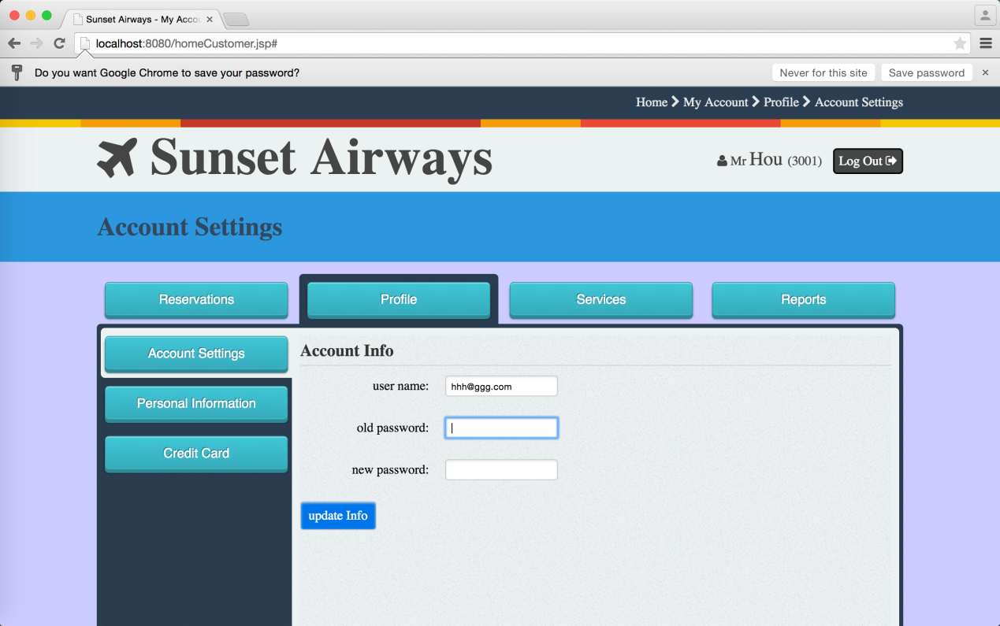 Sunset Airways - My Accou
localhost:8080/homeCustomer.jsp#
Do you want Google Chrome to save your password?
Never for this site
Save password
Home
My Account
Profile
Account Settings
Sunset Airways
Mr Hou (3001)
Log Out
Account Settings
Reservations
Profile
Services
Reports
Account Settings
Personal Information
Credit Card
Account Info
user name:
hhh@ggg.com
old password:
new password:
update Info